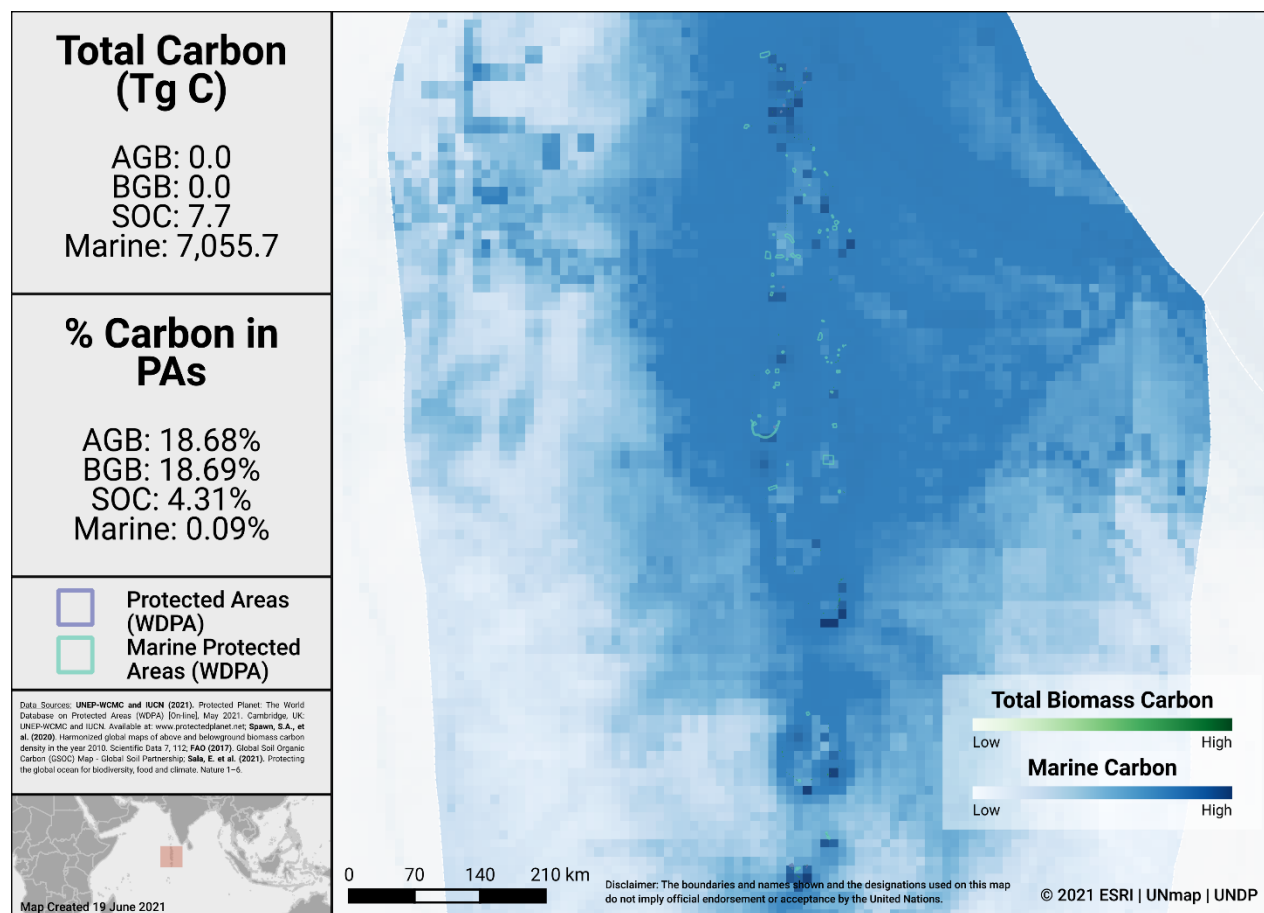 Total Carbon
(Tg C)
AGB: 0.0
BGB: 0.0
SOC: 7.7
Marine: 7,055.7
% Carbon in
PAs
AGB: 18.68%
BGB: 18.69%
SOC: 4.31%
Marine: 0.09%
Protected Areas
(WDPA)
Marine Protected
Areas (WDPA)
Data Sources: UNEP-WCMC and IUCN (2021). Protected Planet: The World
Database on Protected Areas (WDPA) [On-line], May 2021. Cambridge, UK:
UNEP-WCMC and IUCN. Available at: www.protectedplanet.net; Spawn, S.A., et
al. (2020). Harmonized global maps of above and belowground biomass carbon
density in the year 2010. Scientific Data 7, 112; FAO (2017). Global Soil Organic
Carbon (GSOC) Map - Global Soil Partnership; Sala, E. et al. (2021). Protecting
the global ocean for biodiversity, food and climate. Nature 1–6.
Map Created 19 June 2021
0 70 140 210 km
Disclaimer: The boundaries and names shown and the designations used on this map
do not imply official endorsement or acceptance by the United Nations.
Total Biomass Carbon
Low High
Marine Carbon
Low High
© 2021 ESRI | UNmap | UNDP